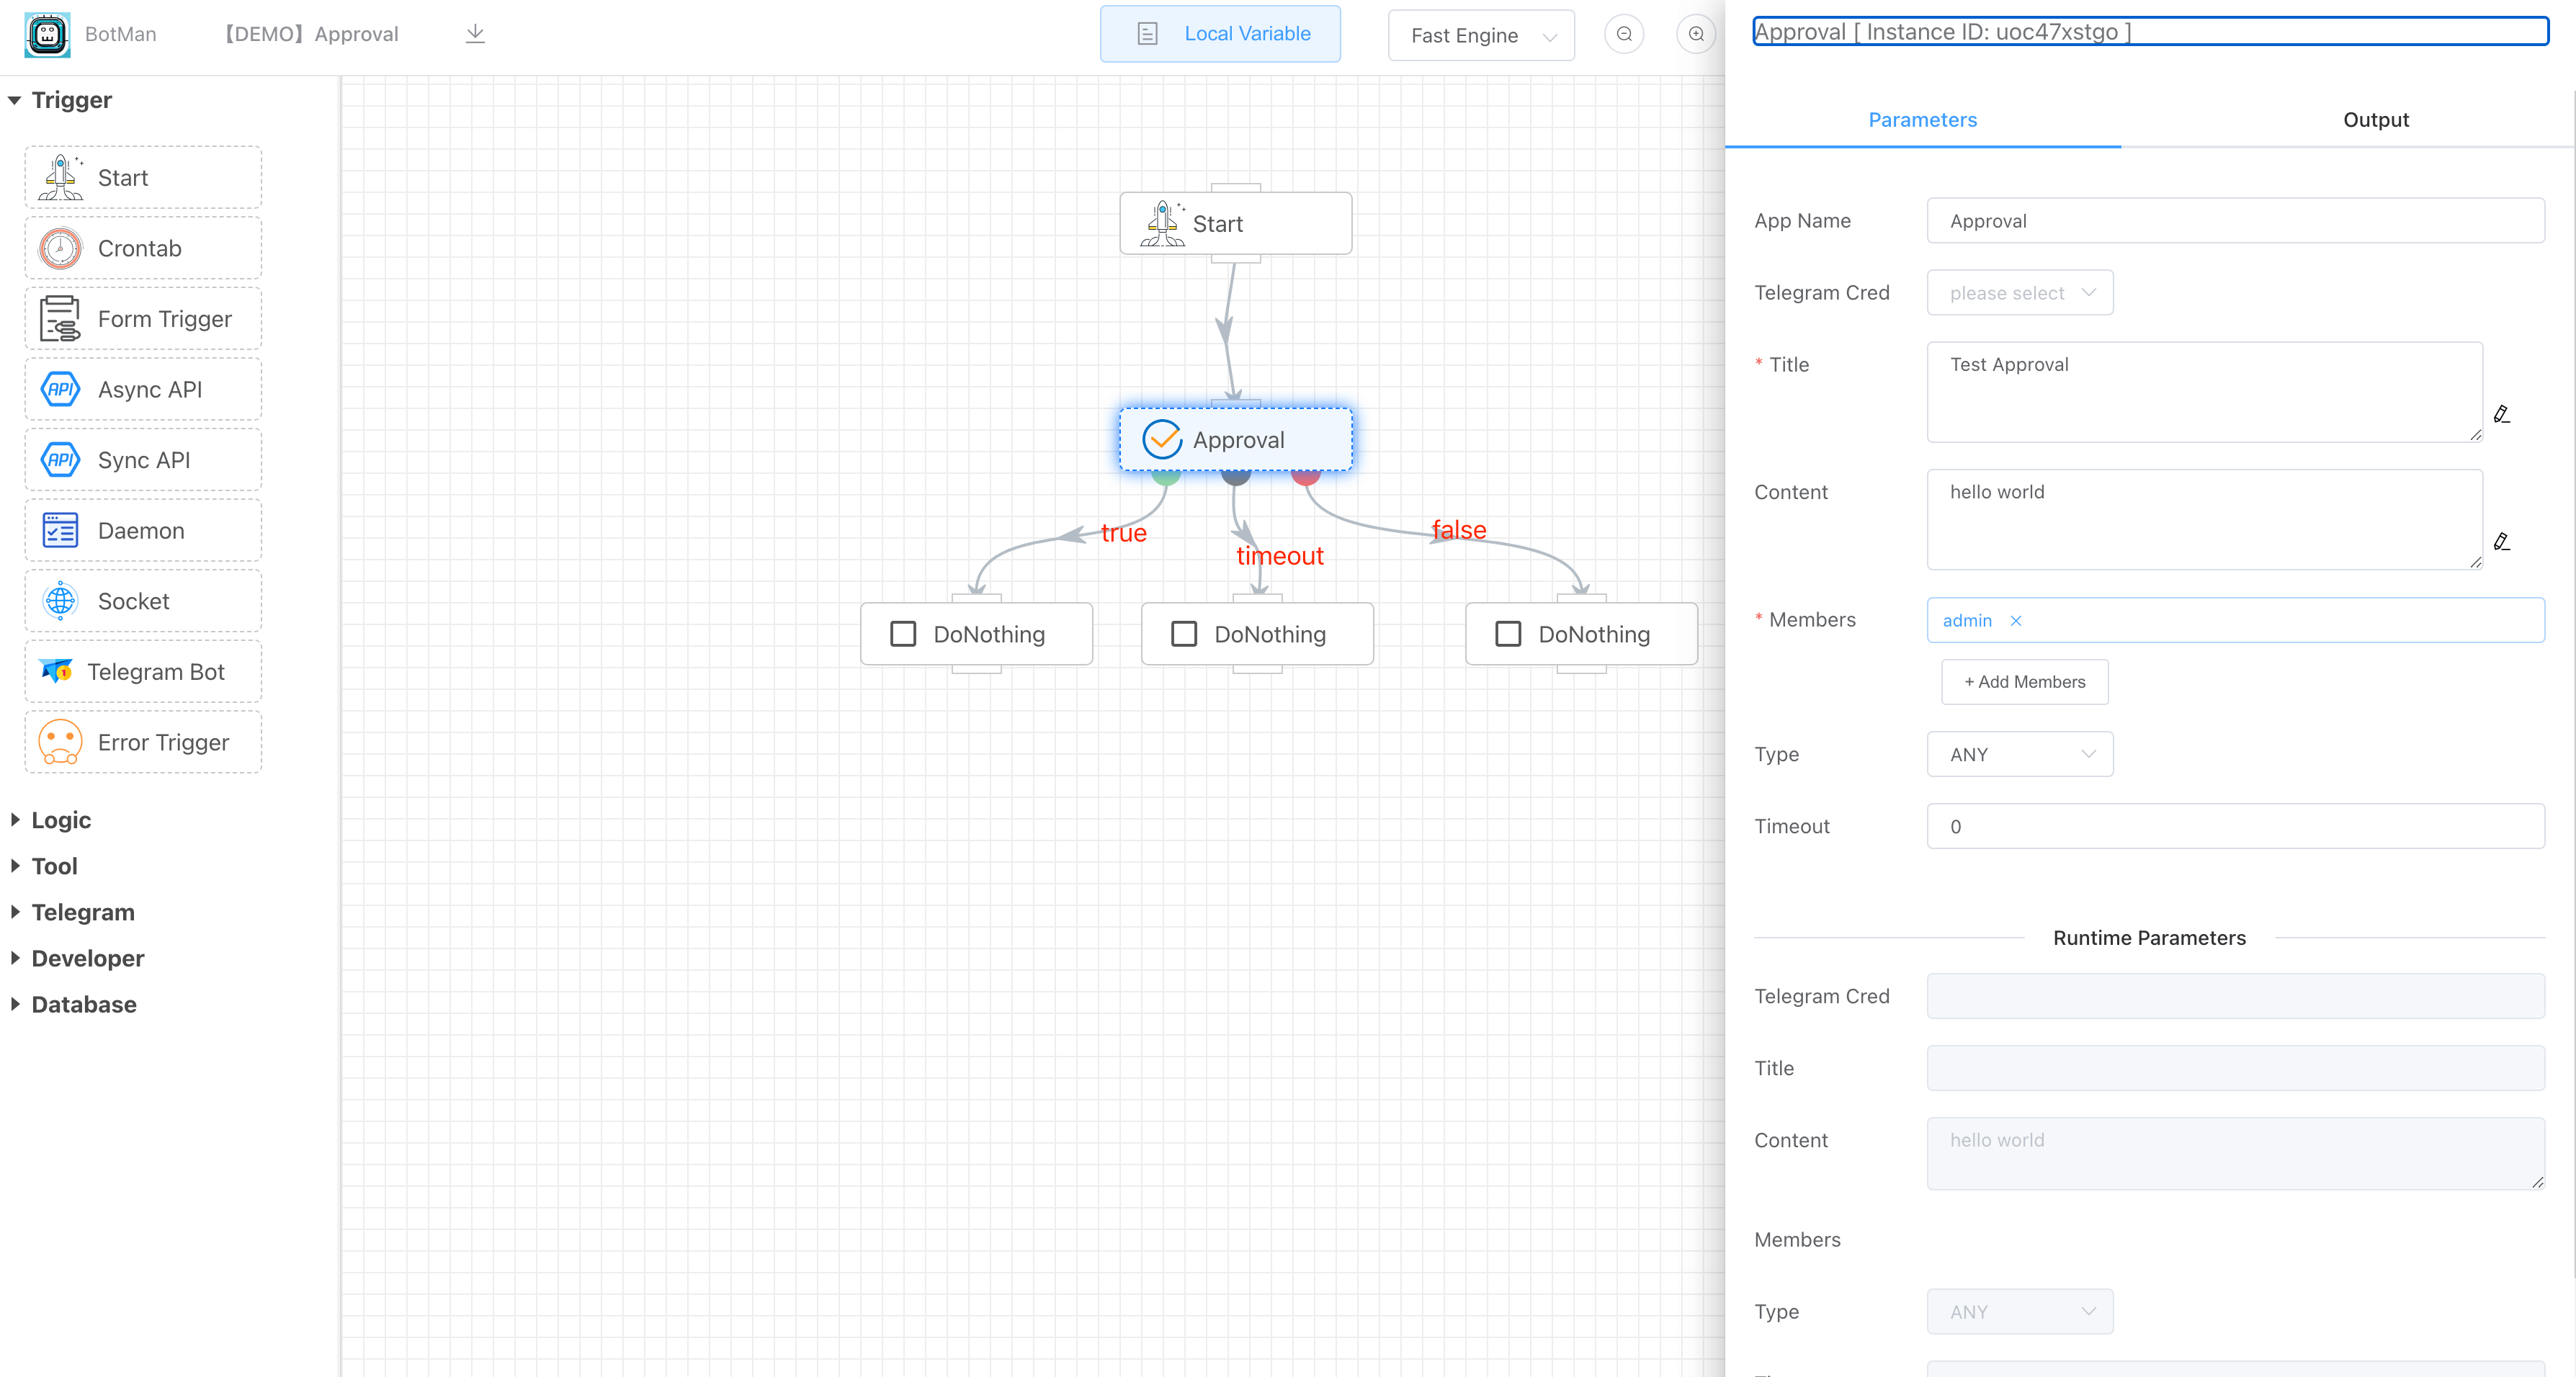 BotMan
【DEMO】Approval
Local Variable
Fast Engine
Trigger
Start
Crontab
Form Trigger
API
Async API
API
Sync API
Daemon
Socket
1
Telegram Bot
Error Trigger
Logic
Tool
Telegram
Developer
Database
Start
Approval
true
timeout
false
DoNothing
DoNothing
DoNothing
Approval [ Instance ID: uoc47xstgo ]
Parameters
Output
App Name
Approval
Telegram Cred
please select
* Title
Test Approval
Content
hello world
* Members
admin ×
+ Add Members
Type
ANY
Timeout
0
Runtime Parameters
Telegram Cred
Title
Content
hello world
Members
Type
ANY